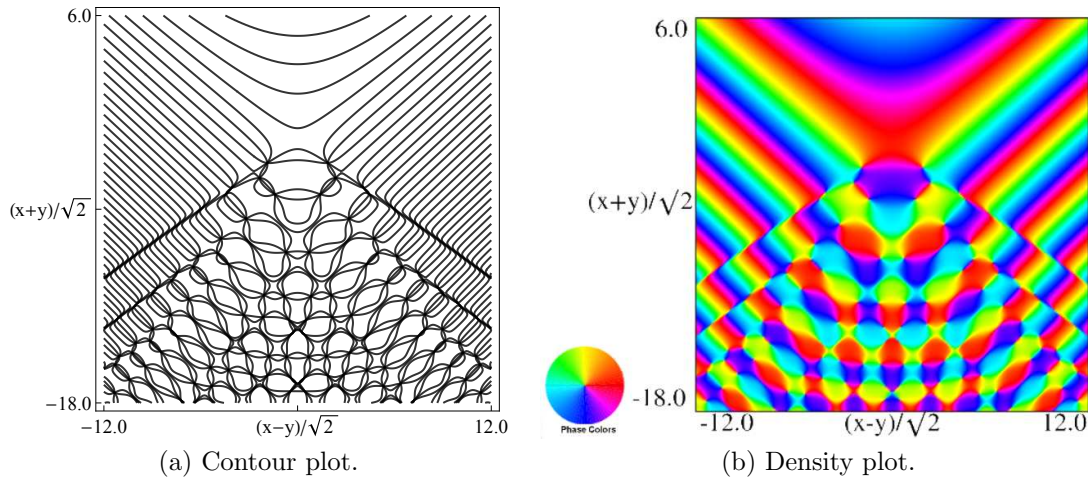 6.0
(x+y)/√2
−18.0
−12.0
(x−y)/√2
12.0
(a) Contour plot.
6.0
(x+y)/√2
-18.0
Phase Colors
-12.0
(x-y)/√2
12.0
(b) Density plot.